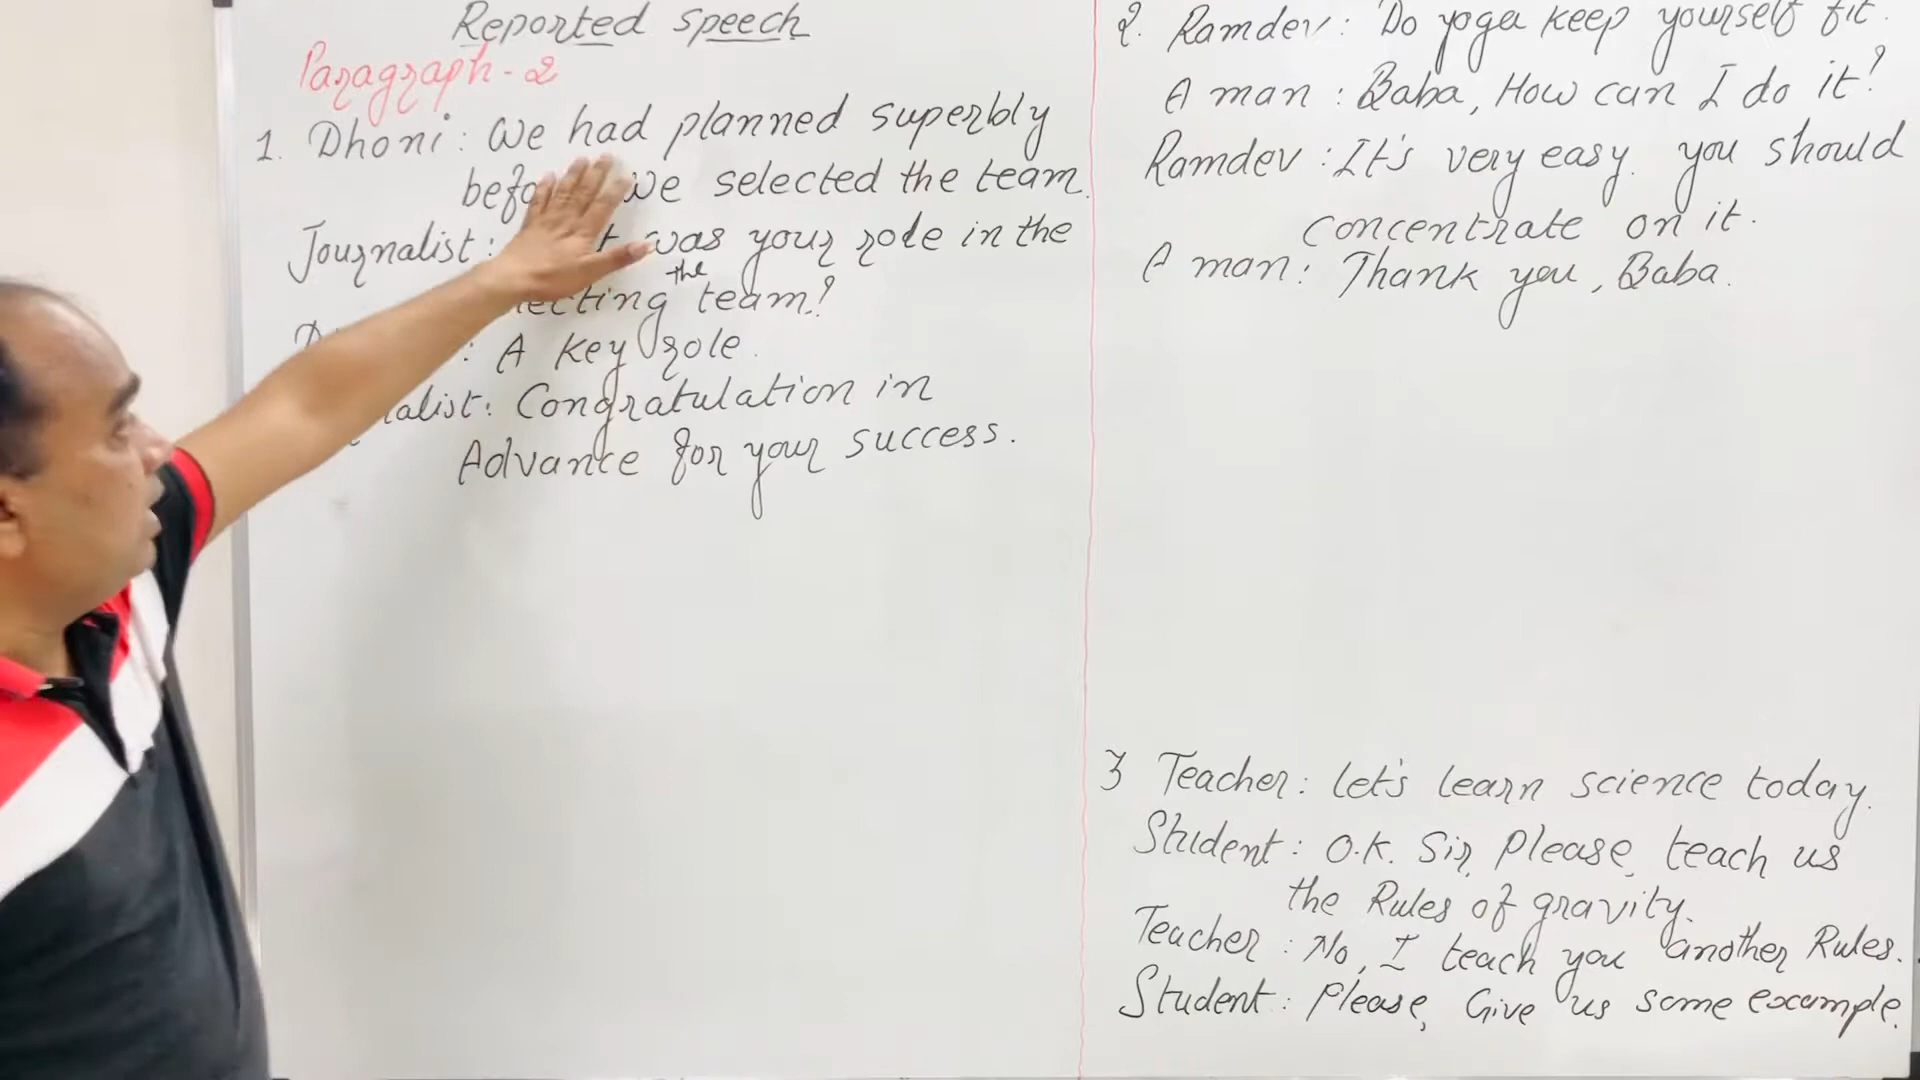 Reported speech
Paragraph-2
1. Dhoni: We had planned superbly
we selected the team.
Journalist: was your role in the
the
team?
: A key role.
Congratulation in
Advance for your success.
2. Ramdev: Do yoga keep yourself fit.
A man: Baba, How can I do it?
Ramdev: It's very easy. you should
concentrate on it.
A man: Thank you, Baba.
3 Teacher: Let's learn science today.
Student: O.K. Sir, Please, teach us
the Rules of gravity.
Teacher: No, I teach you another Rules.
Student: Please, Give us some example.